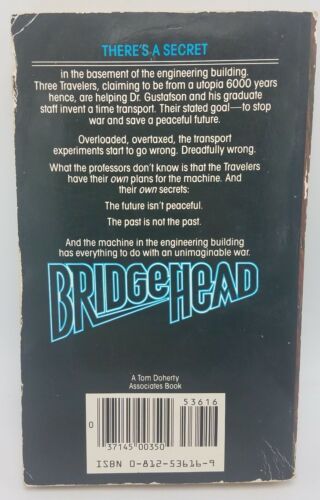 THERE'S A SECRET
in the basement of the engineering building.
Three Travelers, claiming to be from a utopia 6000 years
hence, are helping Dr. Gustafson and his graduate
staff invent a time transport. Their stated goal—to stop
war and save a peaceful future.
Overloaded, overtaxed, the transport
experiments start to go wrong. Dreadfully wrong.
What the professors don't know is that the Travelers
have their own plans for the machine. And
their own secrets:
The future isn't peaceful.
The past is not the past.
And the machine in the engineering building
has everything to do with an unimaginable war.
BRIDGEHEAD
A Tom Doherty
Associates Book
53616
0
37145 00350
ISBN 0-812-53616-9